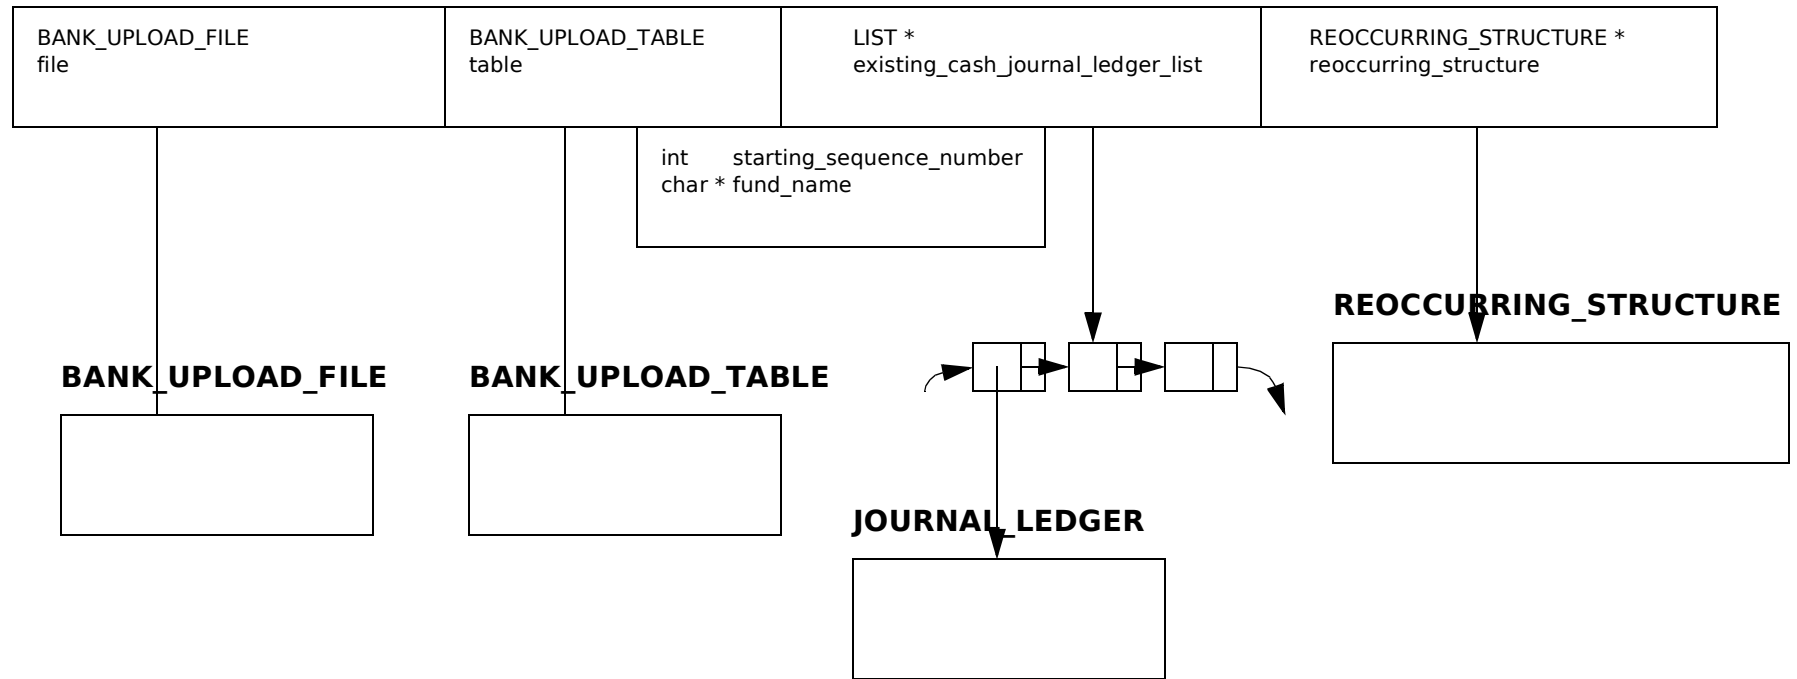 BANK_UPLOAD_FILE
file
BANK_UPLOAD_TABLE
table
LIST *
existing_cash_journal_ledger_list
REOCCURRING_STRUCTURE *
reoccurring_structure
int starting_sequence_number
char * fund_name
REOCCURRING_STRUCTURE
BANK_UPLOAD_FILE
BANK_UPLOAD_TABLE
JOURNAL_LEDGER